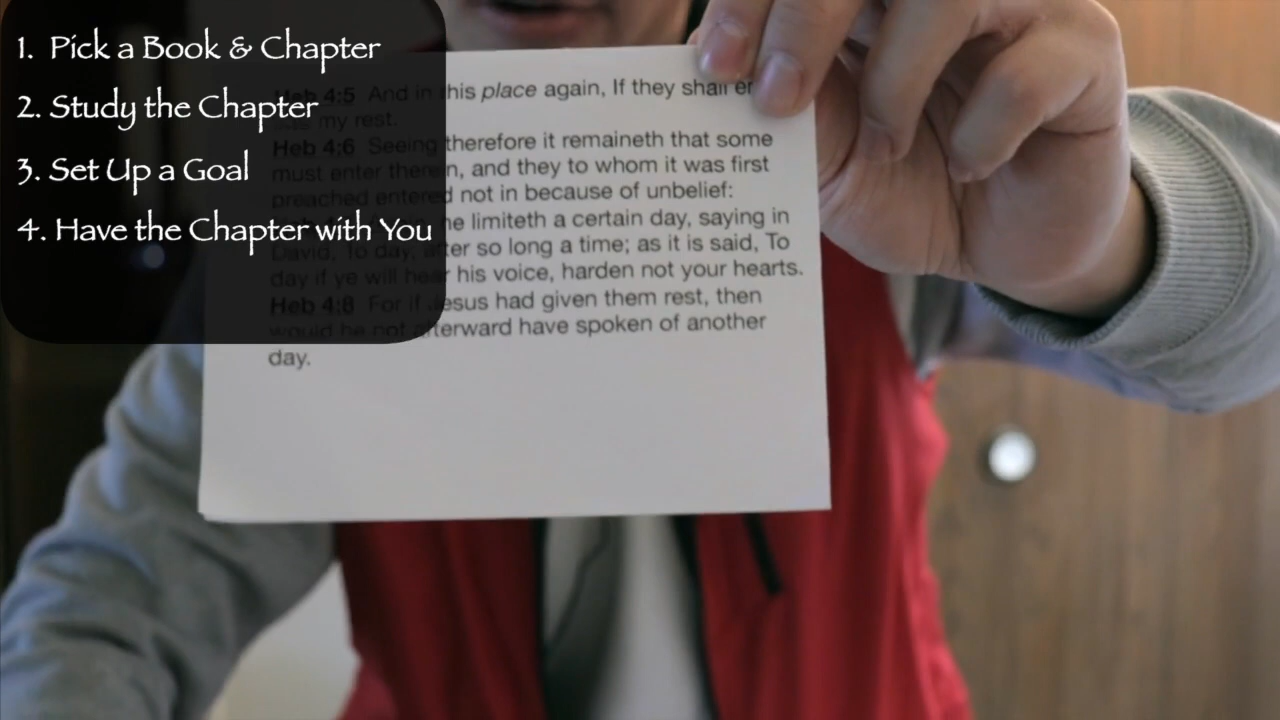 1. Pick a Book & Chapter
2. Study the Chapter
3. Set Up a Goal
4. Have the Chapter with You
Heb 4:5 And in this place again, If they shall
my rest.
Heb 4:6 Seeing therefore it remaineth that some
must enter therein, and they to whom it was first
preached entered not in because of unbelief:
he limiteth a certain day, saying in
David, To day, after so long a time; as it is said, To
day if ye will hear his voice, harden not your hearts.
Heb 4:8 For if Jesus had given them rest, then
would he not afterward have spoken of another
day.